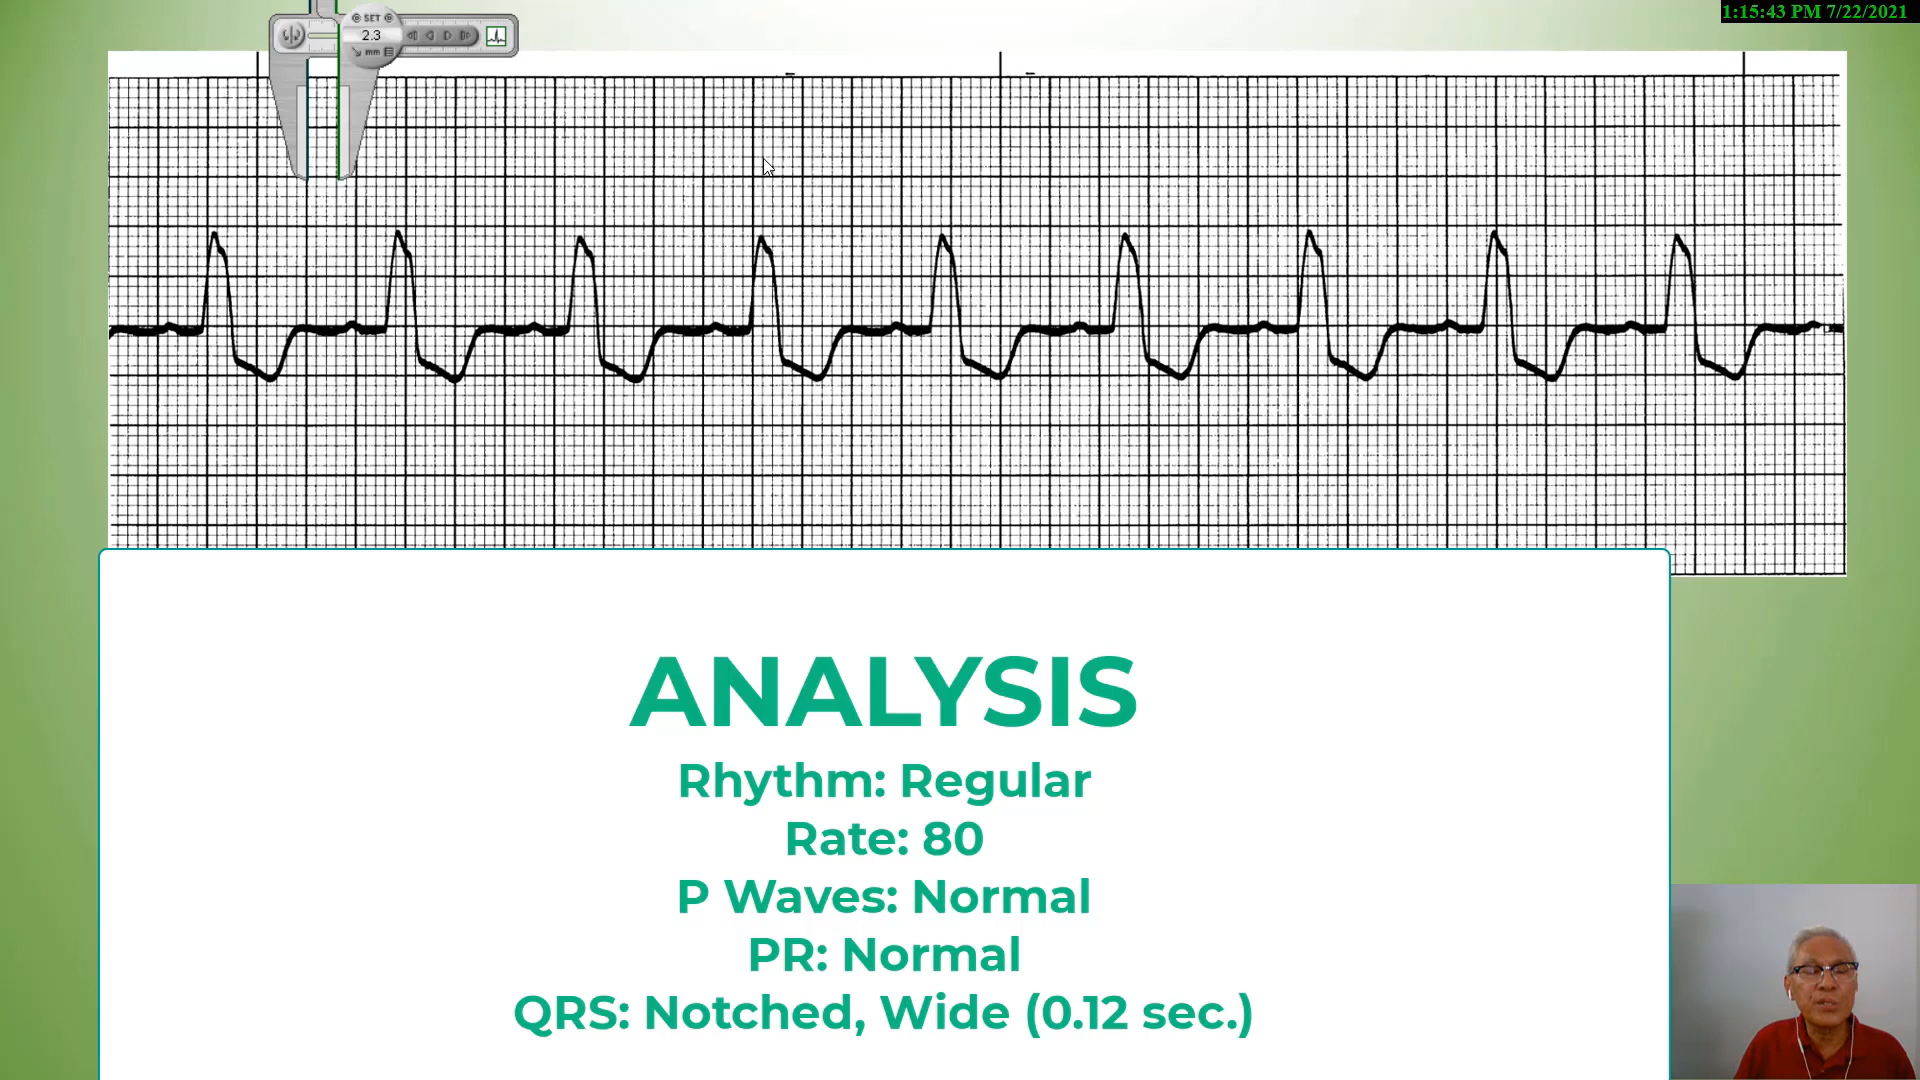 1:15:43 PM 7/22/2021
SET
2.3
mm
ANALYSIS
Rhythm: Regular
Rate: 80
P Waves: Normal
PR: Normal
QRS: Notched, Wide (0.12 sec.)